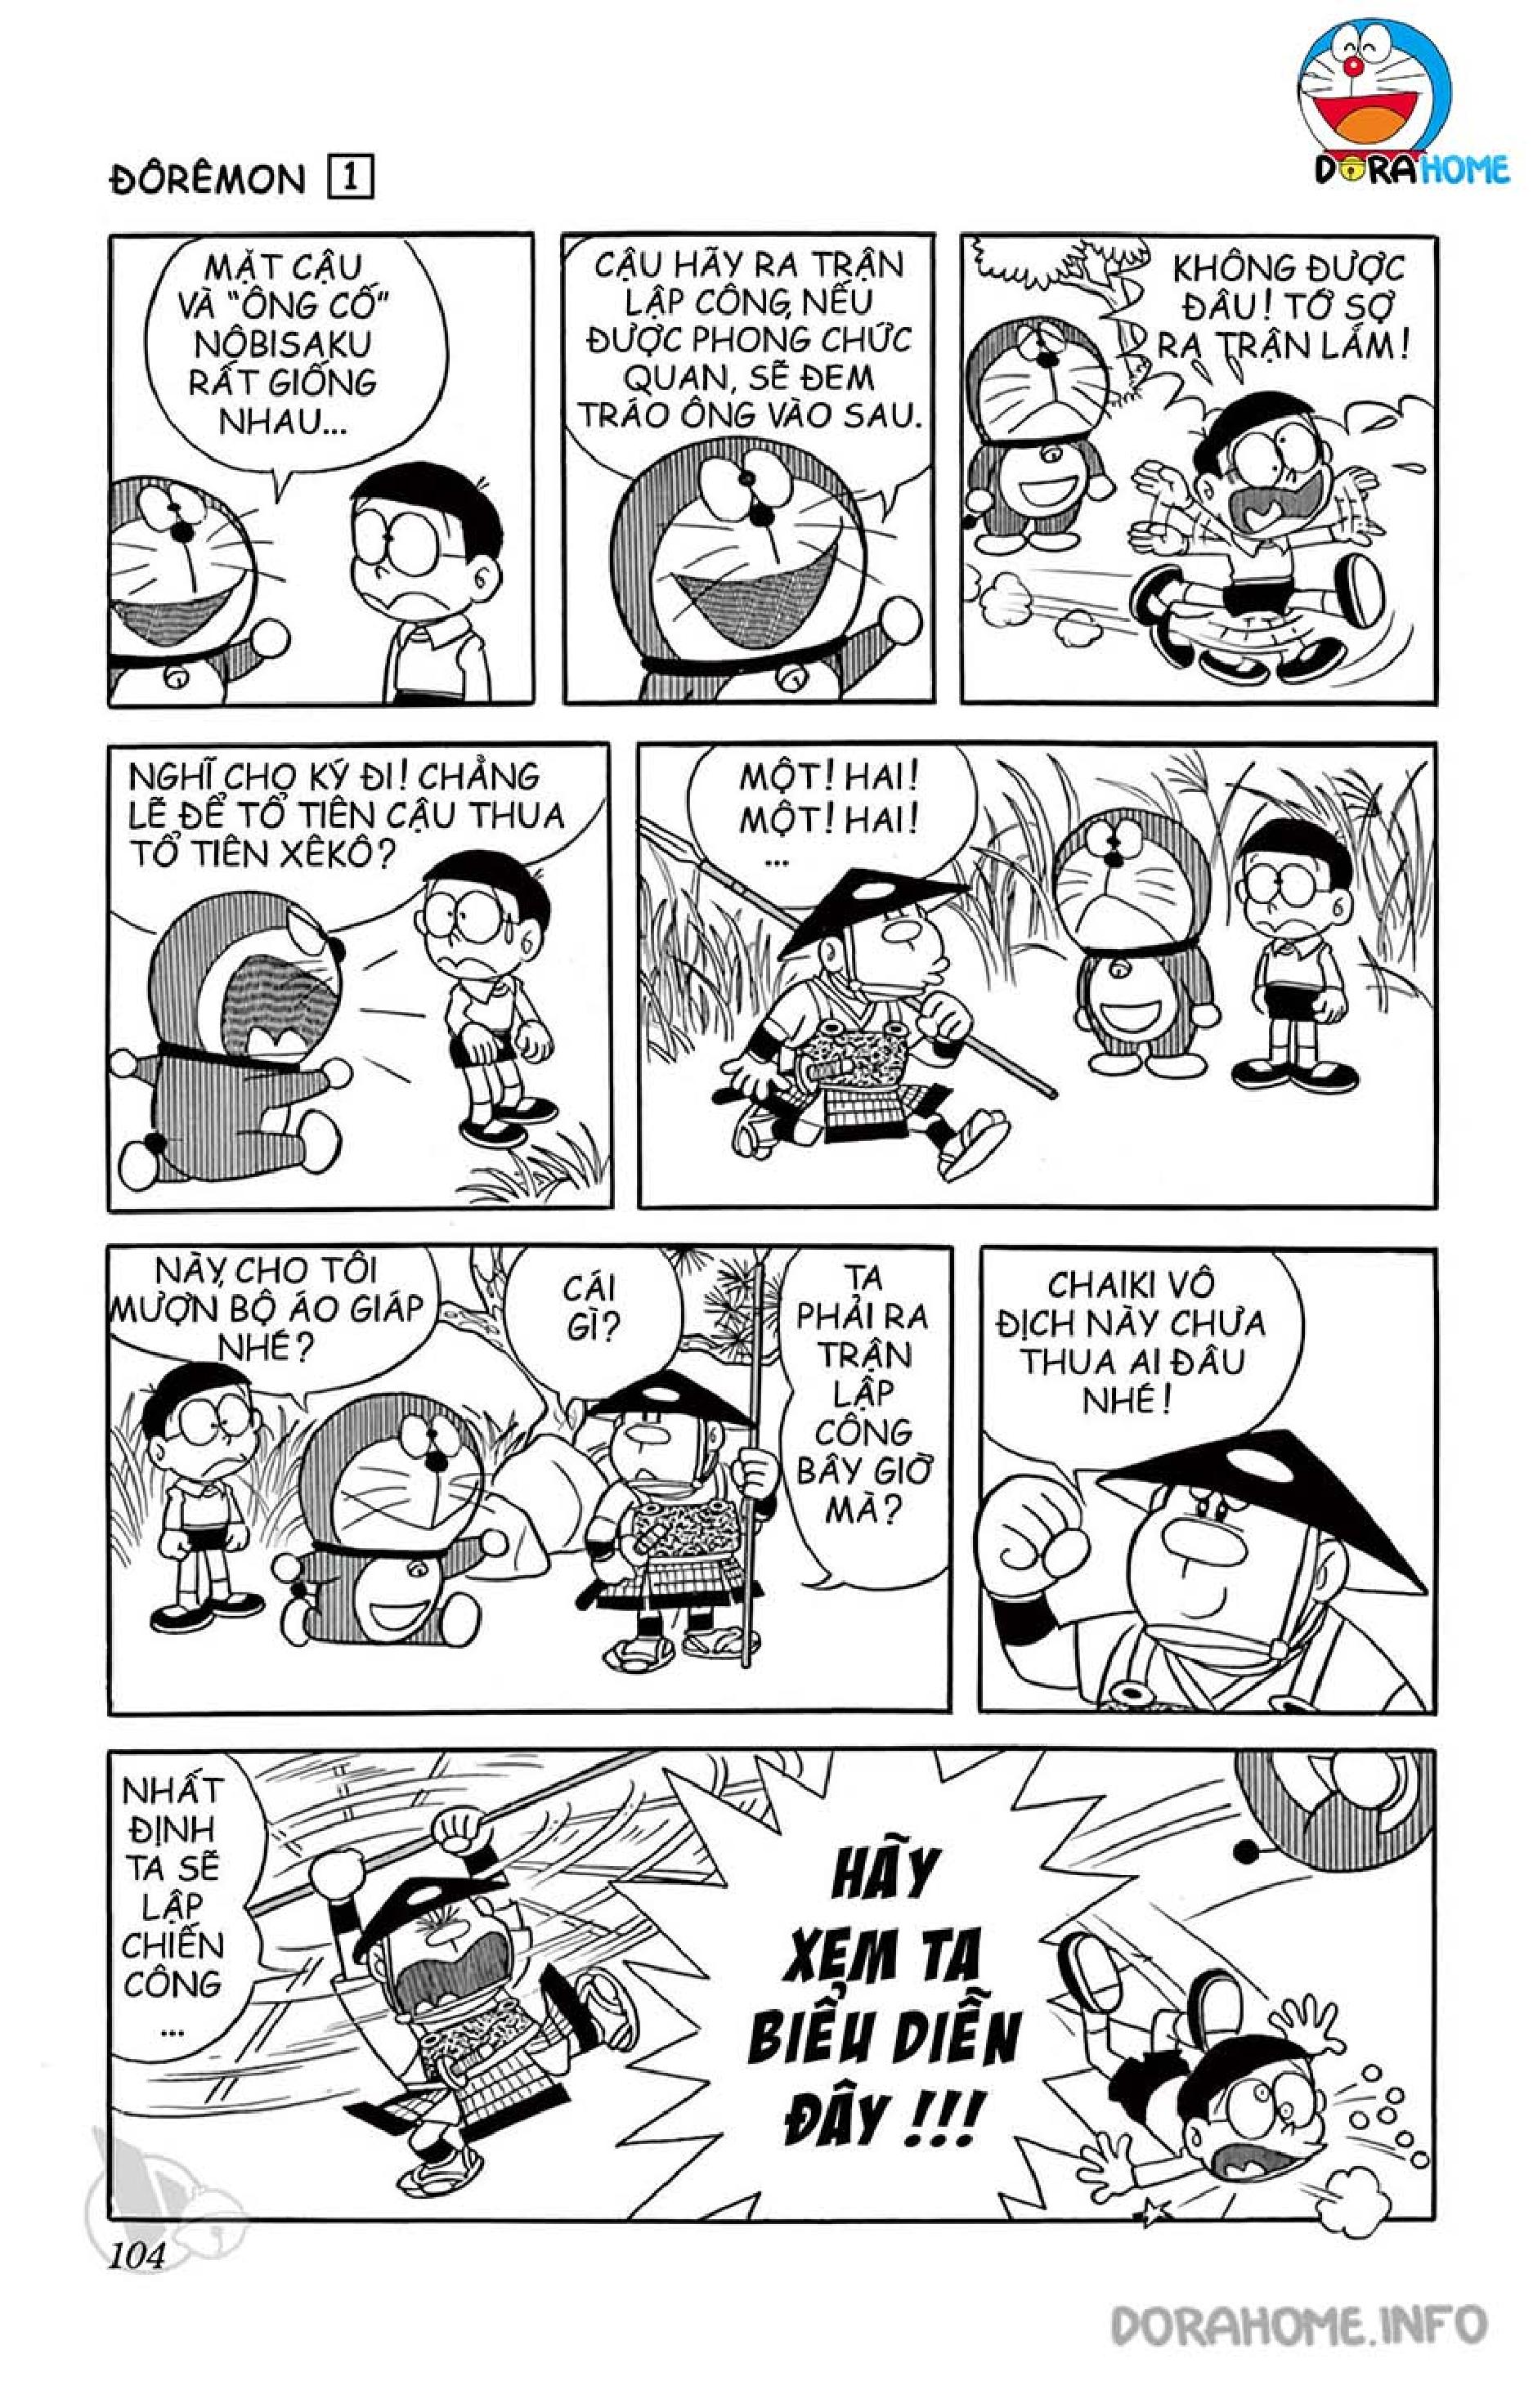 DORAHOME
ĐÔRÊMON 1
MẶT CẬU
VÀ "ÔNG CỐ"
NÔBISAKU
RẤT GIỐNG
NHAU...
CẬU HÃY RA TRẬN
LẬP CÔNG, NẾU
ĐƯỢC PHONG CHỨC
QUAN, SẼ ĐEM
TRÁO ÔNG VÀO SAU.
KHÔNG ĐƯỢC
ĐÂU! TỚ SỢ
RA TRẬN LẮM!
NGHĨ CHO KỸ ĐI! CHẲNG
LẼ ĐỂ TỔ TIÊN CẬU THUA
TỔ TIÊN XÊKÔ?
MỘT! HAI!
MỘT! HAI!
...
NÀY, CHO TÔI
MƯỢN BỘ ÁO GIÁP
NHÉ?
CÁI
GÌ?
TA
PHẢI RA
TRẬN
LẬP
CÔNG
BÂY GIỜ
MÀ?
CHAIKI VÔ
ĐỊCH NÀY CHƯA
THUA AI ĐÂU
NHÉ!
NHẤT
ĐỊNH
TA SẼ
LẬP
CHIẾN
CÔNG
...
HÃY
XEM TA
BIỂU DIỄN
ĐÂY !!!
104
DORAHOME.INFO